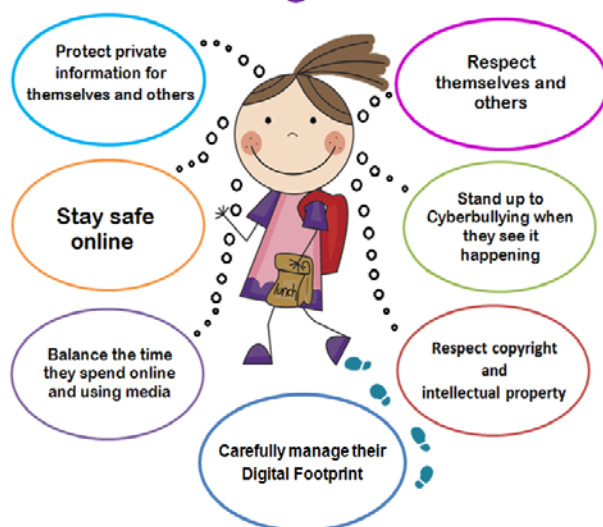 Protect private
information for
themselves and others
Respect
themselves and
others
Stay safe
online
Stand up to
Cyberbullying when
they see it
happening
lunch
Balance the time
they spend online
and using media
Respect copyright
and
intellectual property
Carefully manage their
Digital Footprint